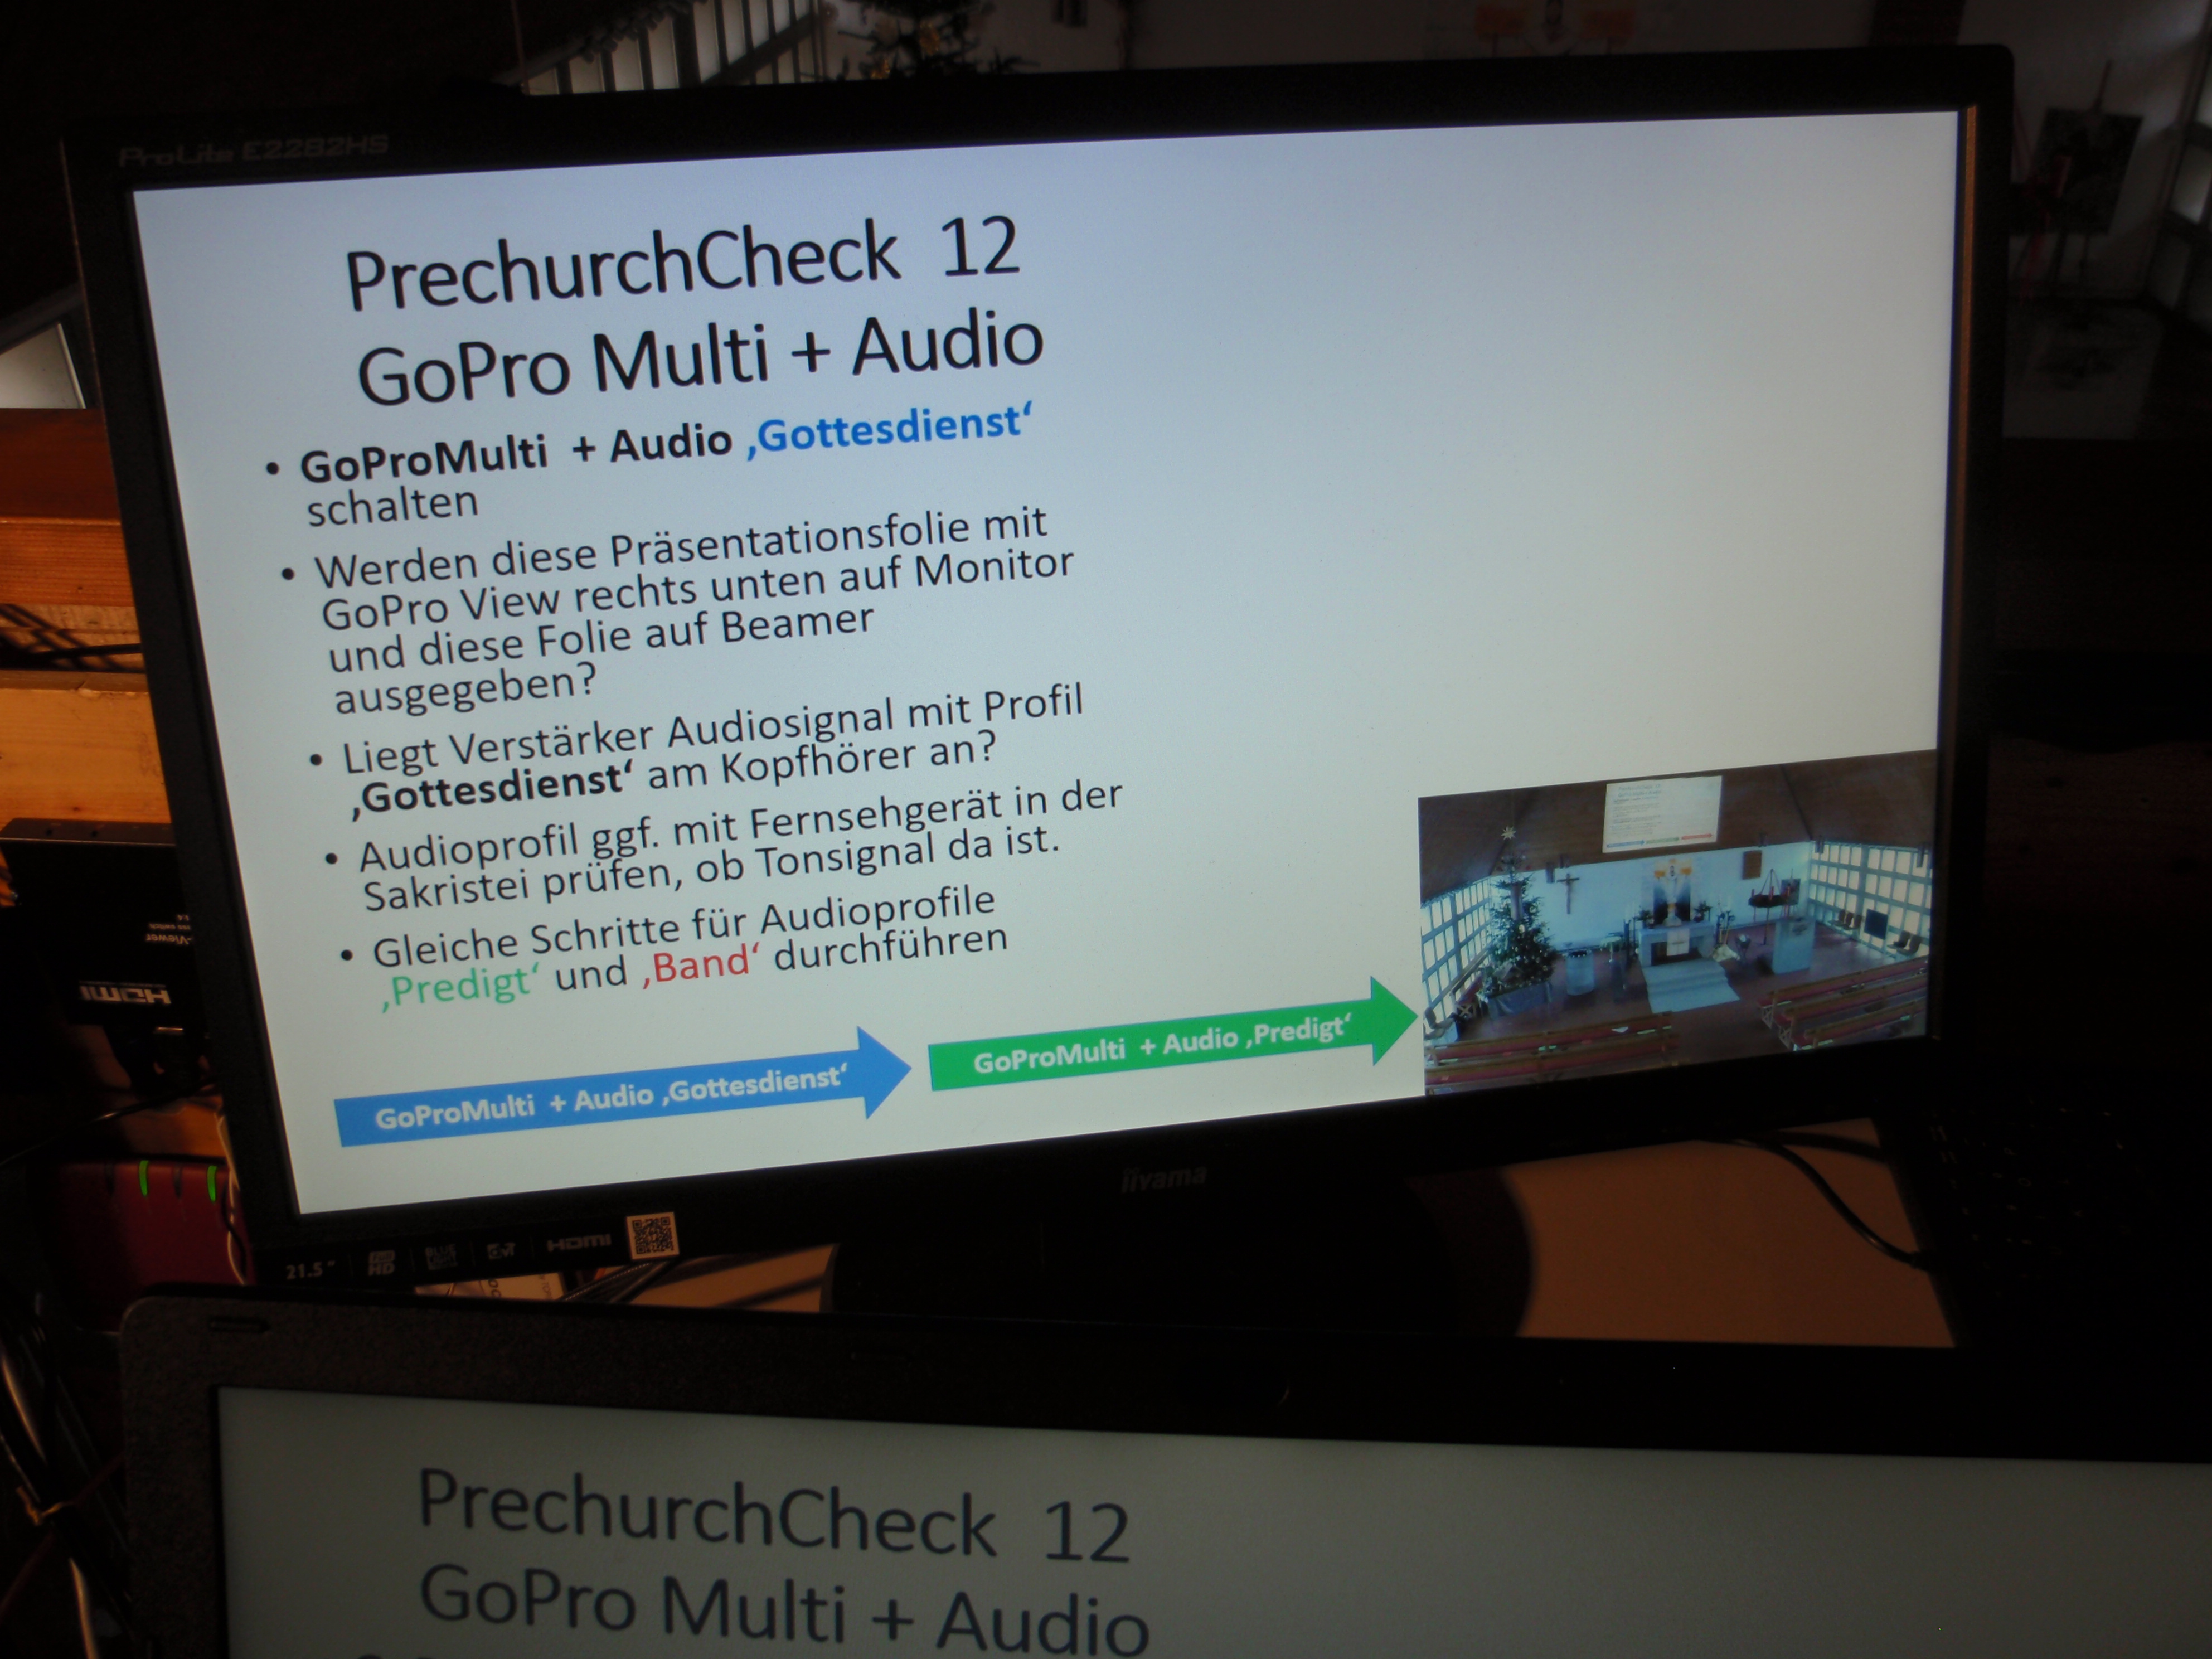 ProLite E2282HS
PrechurchCheck 12
GoPro Multi + Audio
• GoProMulti + Audio ‚Gottesdienst‘
schalten
• Werden diese Präsentationsfolie mit
GoPro View rechts unten auf Monitor
und diese Folie auf Beamer
ausgegeben?
• Liegt Verstärker Audiosignal mit Profil
‚Gottesdienst‘ am Kopfhörer an?
• Audioprofil ggf. mit Fernsehgerät in der
Sakristei prüfen, ob Tonsignal da ist.
• Gleiche Schritte für Audioprofile
‚Predigt‘ und ‚Band‘ durchführen
GoProMulti + Audio ‚Gottesdienst‘
GoProMulti + Audio ‚Predigt‘
HDMI
iiyama
21.5" HD BLUE LIGHT HDMI
PrechurchCheck 12
GoPro Multi + Audio